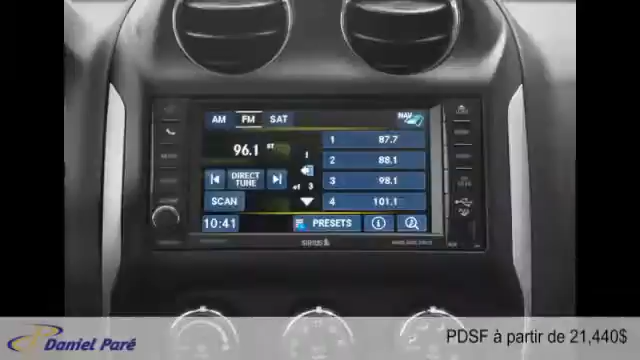 AM FM SAT NAV
96.1 ST
1 87.7
2 88.1
3 98.1
4 101.1
DIRECT
TUNE
SCAN
10:41 PRESETS
SIRIUS
Daniel Paré
PDSF à partir de 21,440$